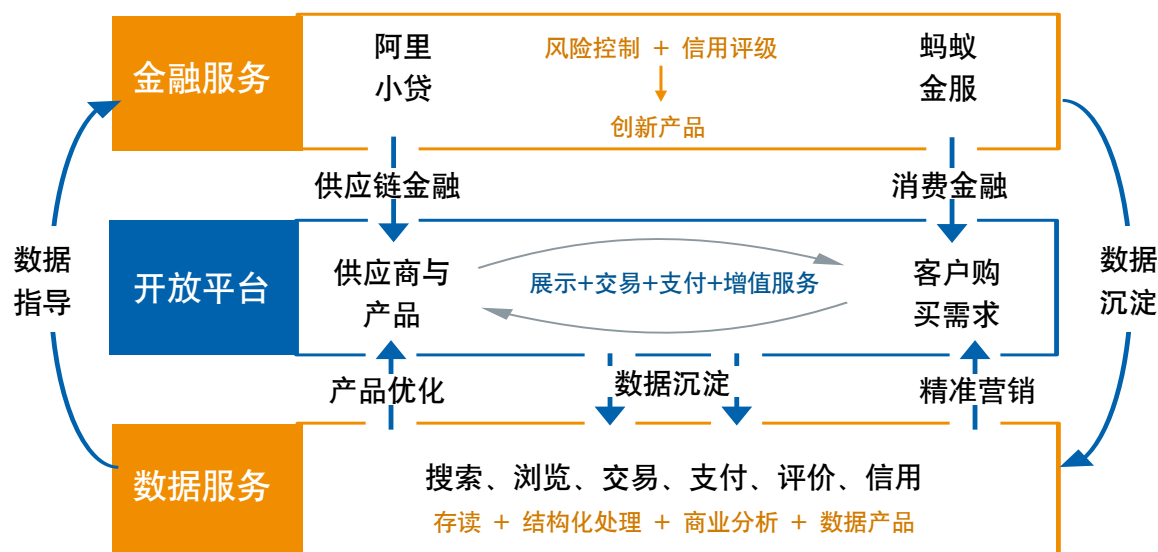 金融服务
阿里
小贷
风险控制 + 信用评级
创新产品
蚂蚁
金服
供应链金融
消费金融
数据
指导
开放平台
供应商与
产品
展示+交易+支付+增值服务
客户购
买需求
数据
沉淀
产品优化
数据沉淀
精准营销
数据服务
搜索、浏览、交易、支付、评价、信用
存读 + 结构化处理 + 商业分析 + 数据产品